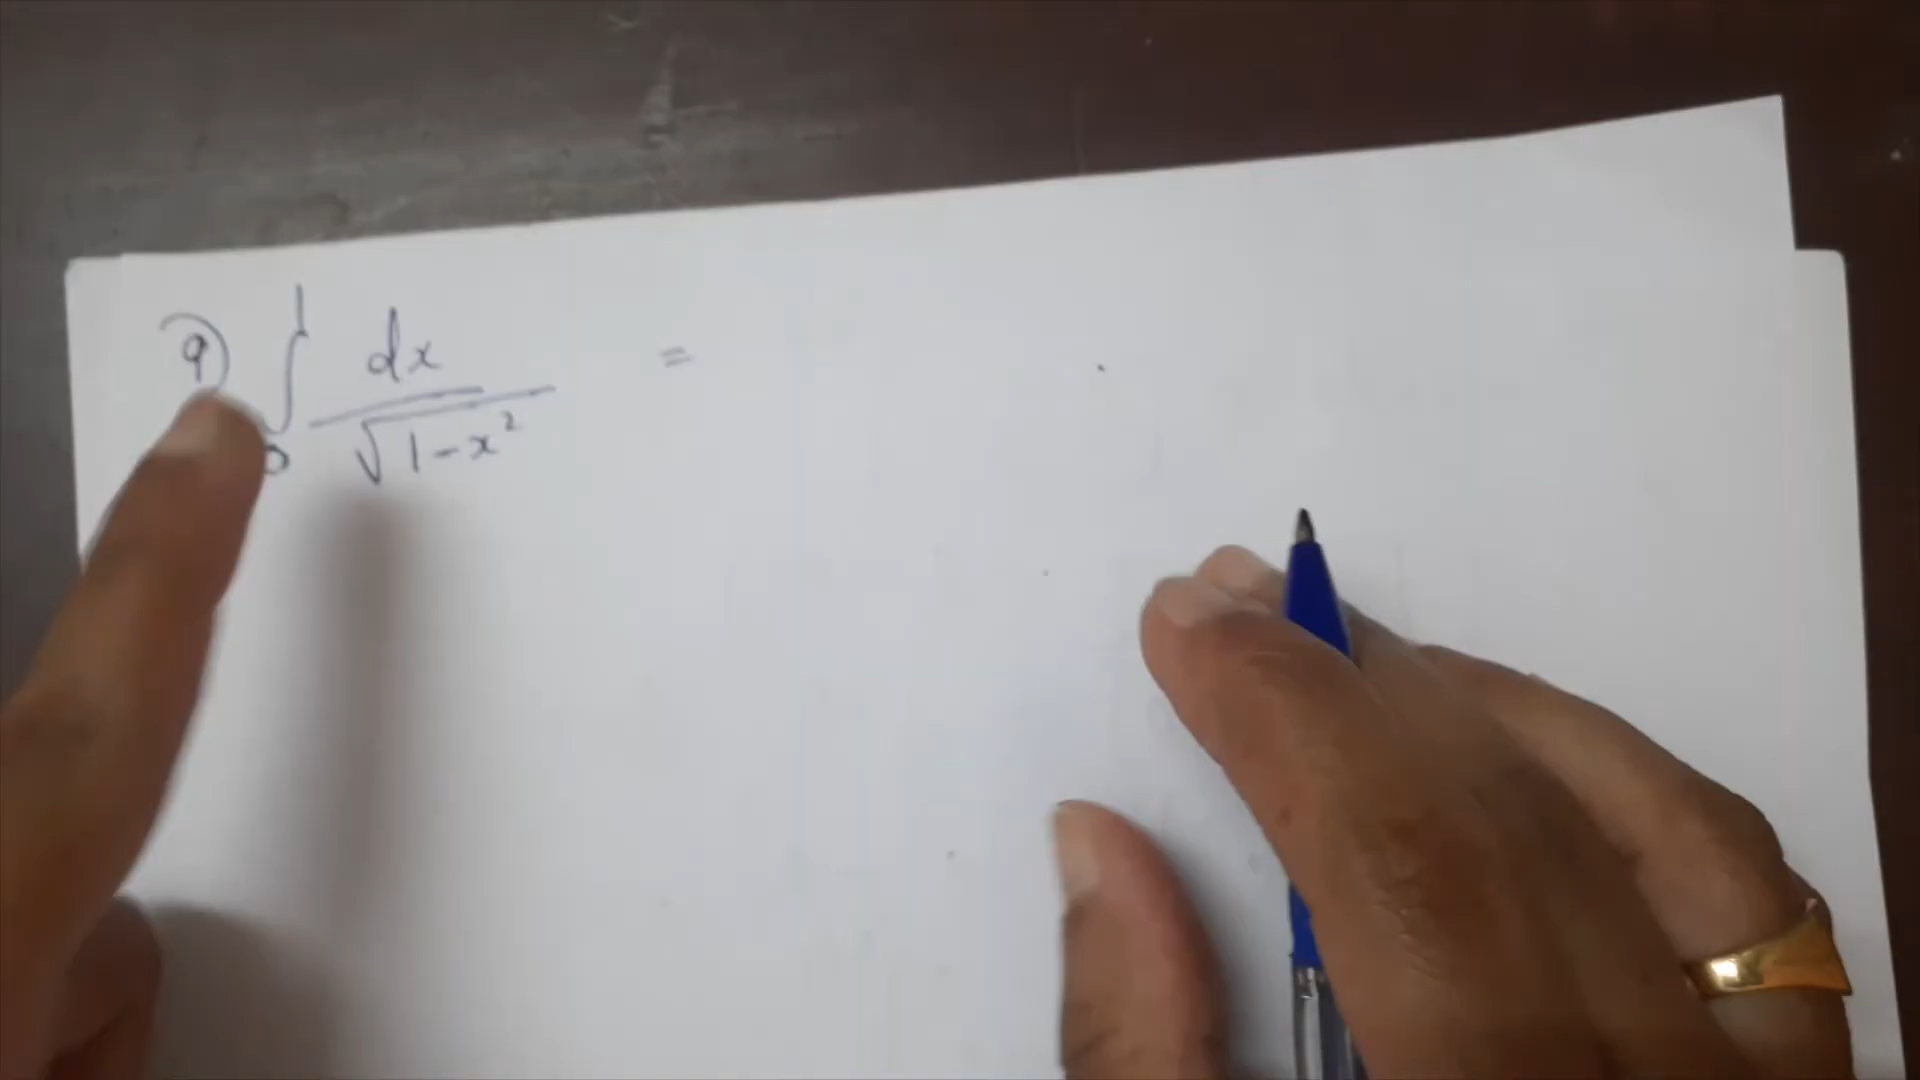 9) ∫₀¹ dx / √(1-x²) =